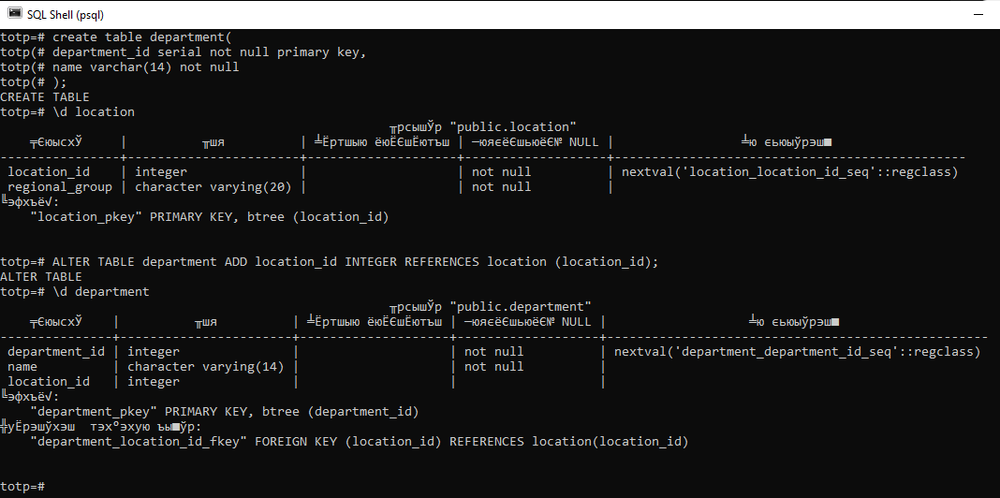 SQL Shell (psql)
totp=# create table department(
totp(# department_id serial not null primary key,
totp(# name varchar(14) not null
totp(# );
CREATE TABLE
totp=# \d location
╥рсышЎр "public.location"
╤Єюысхї | ╥шя | ╧Ёртшыю ёюЁЄшЁютъш | ─юяєёЄшьюёЄ№ NULL | ╧ю єьюыўрэш■
---------------+-----------------------+--------------------+-------------------+-----------------------------------------------
location_id | integer | | not null | nextval('location_location_id_seq'::regclass)
regional_group | character varying(20) | | not null |
╚эфхъё√:
"location_pkey" PRIMARY KEY, btree (location_id)
totp=# ALTER TABLE department ADD location_id INTEGER REFERENCES location (location_id);
ALTER TABLE
totp=# \d department
╥рсышЎр "public.department"
╤Єюысхї | ╥шя | ╧Ёртшыю ёюЁЄшЁютъш | ─юяєёЄшьюёЄ№ NULL | ╧ю єьюыўрэш■
---------------+-----------------------+--------------------+-------------------+---------------------------------------------------
department_id | integer | | not null | nextval('department_department_id_seq'::regclass)
name | character varying(14) | | not null |
location_id | integer | | |
╚эфхъё√:
"department_pkey" PRIMARY KEY, btree (department_id)
╬уЁрэшўхэш  тэх°эхую ъы■ўр:
"department_location_id_fkey" FOREIGN KEY (location_id) REFERENCES location(location_id)
totp=#